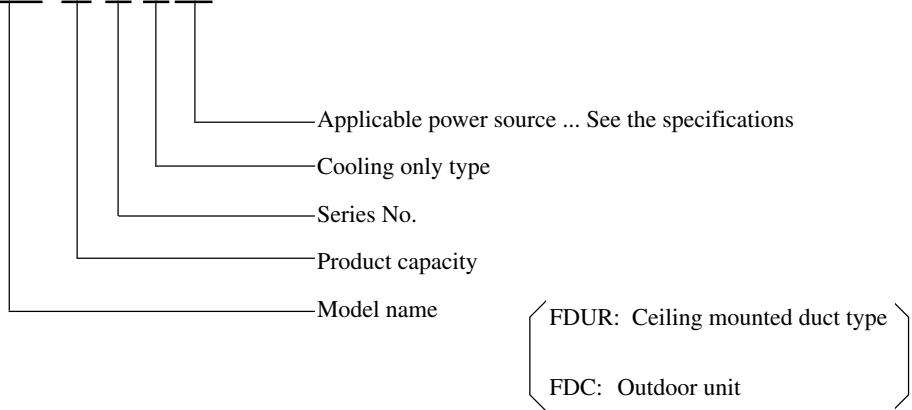 Applicable power source ... See the specifications
Cooling only type
Series No.
Product capacity
Model name
FDUR: Ceiling mounted duct type
FDC: Outdoor unit